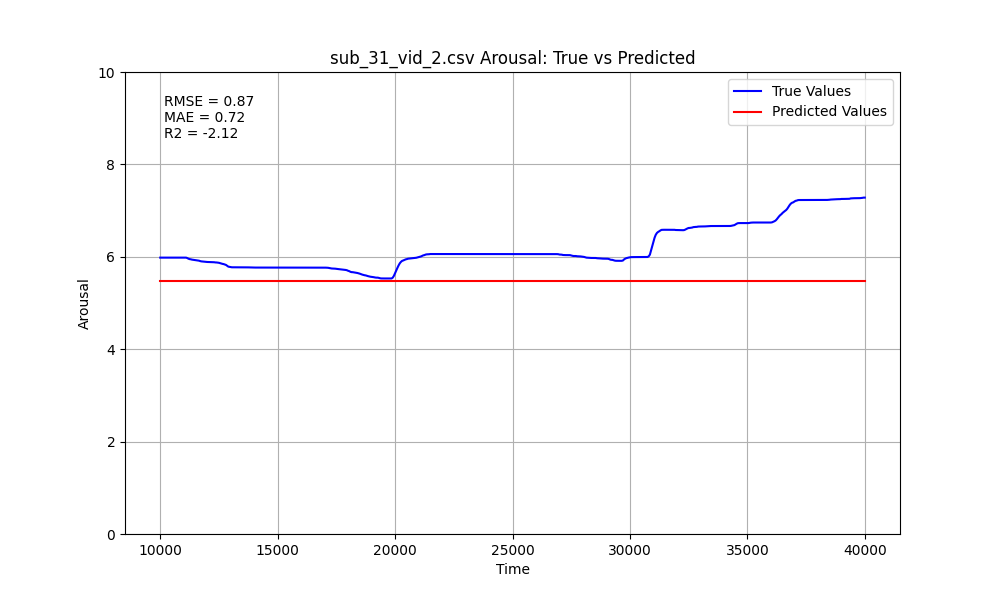 sub_31_vid_2.csv Arousal: True vs Predicted
RMSE = 0.87
MAE = 0.72
R2 = -2.12
True Values
Predicted Values
10
8
6
4
2
0
Arousal
10000 15000 20000 25000 30000 35000 40000
Time